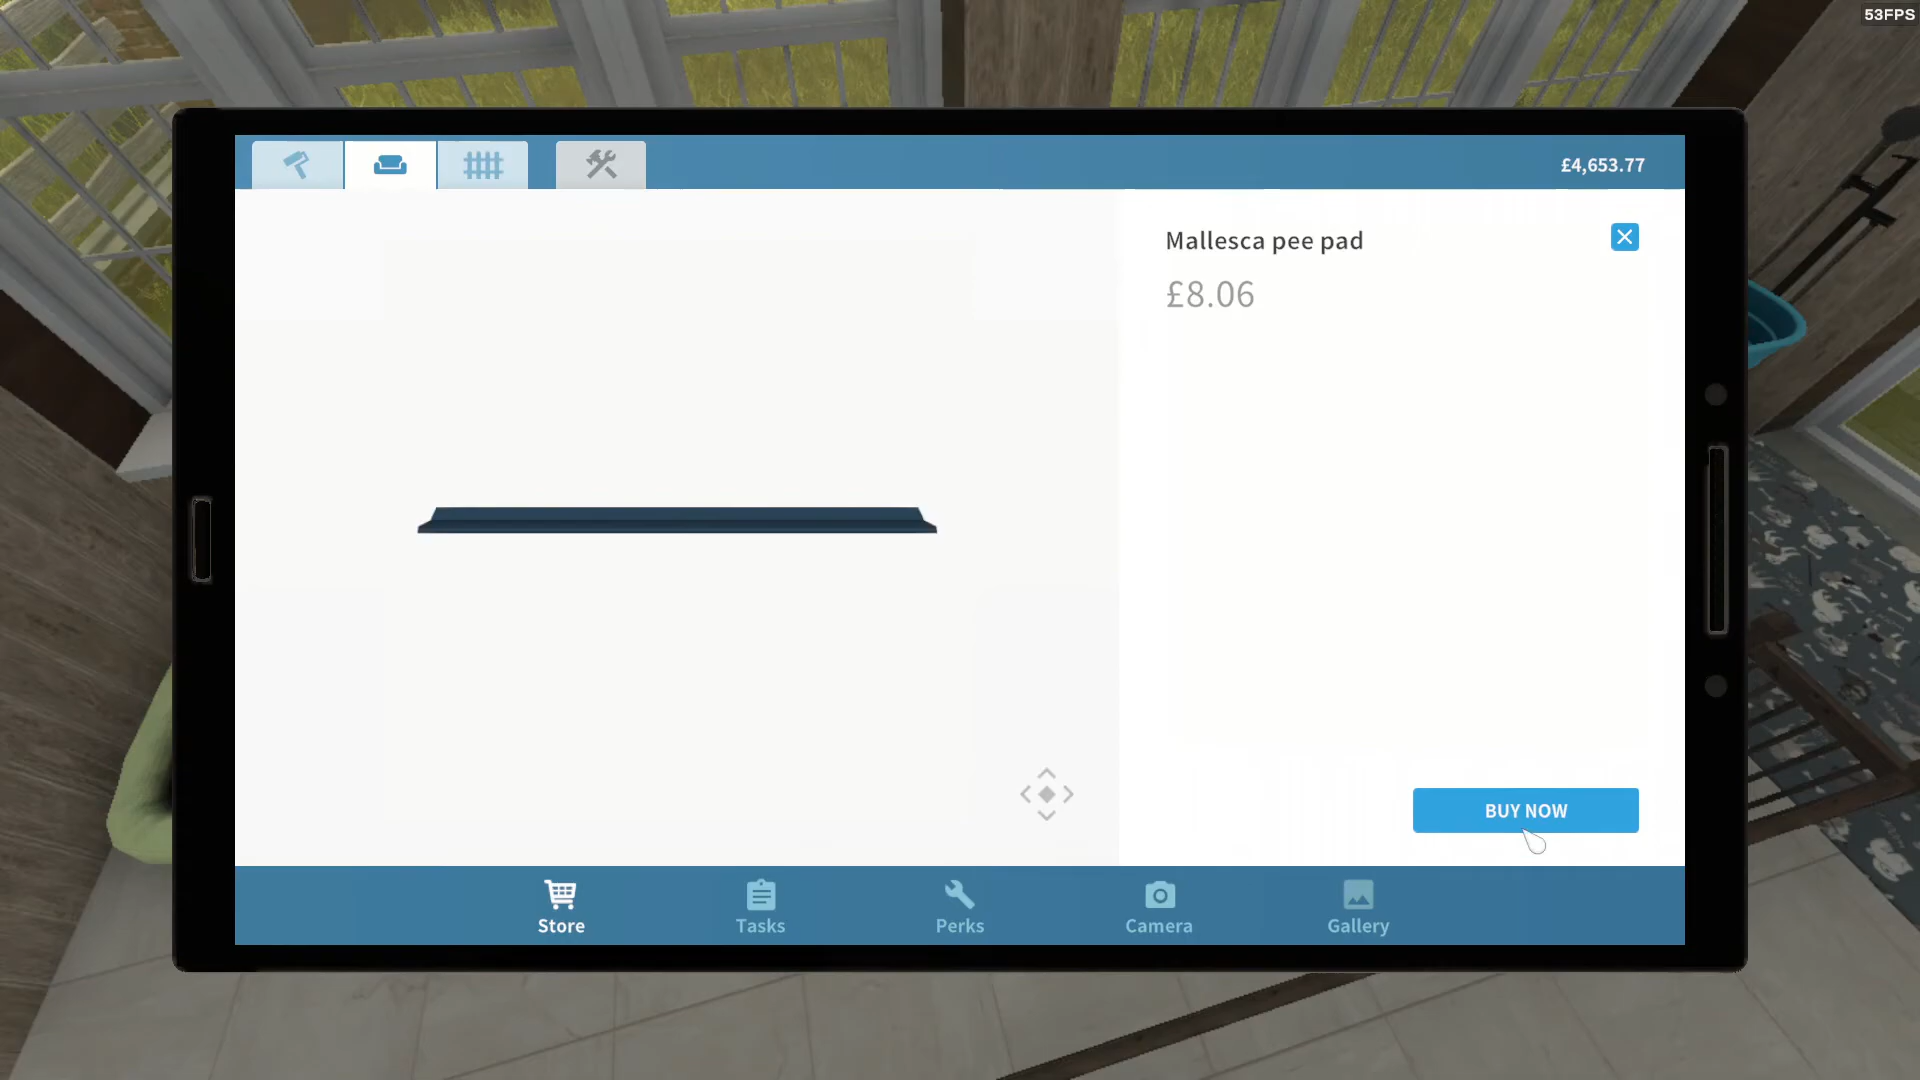 53FPS
£4,653.77
Mallesca pee pad
£8.06
BUY NOW
Store
Tasks
Perks
Camera
Gallery